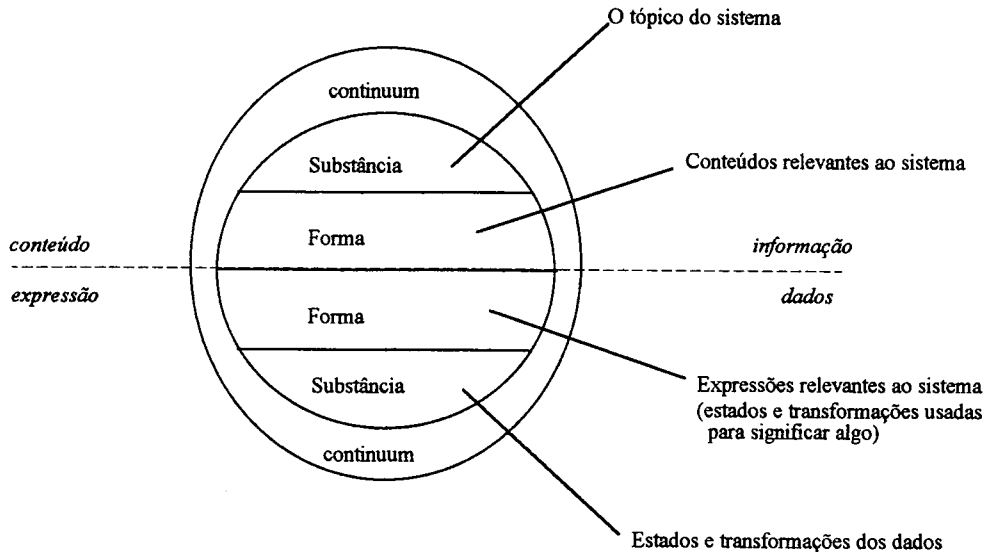 O tópico do sistema
continuum
Substância
Conteúdos relevantes ao sistema
Forma
conteúdo
informação
expressão
dados
Forma
Substância
Expressões relevantes ao sistema
(estados e transformações usadas
para significar algo)
continuum
Estados e transformações dos dados